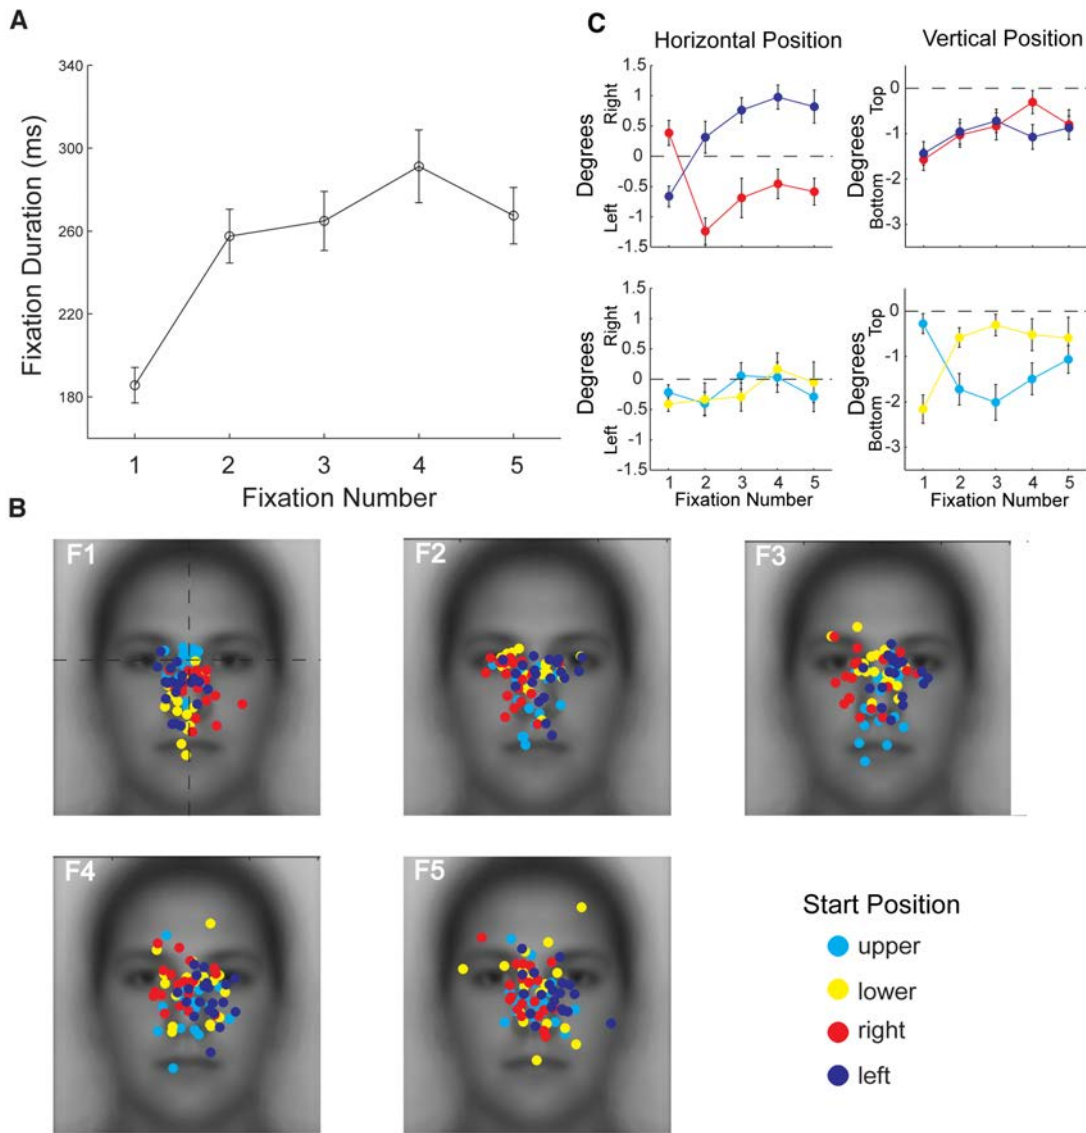 A
Fixation Duration (ms)
340
300
260
220
180
1 2 3 4 5
Fixation Number
C
Horizontal Position
Vertical Position
Degrees
Left Right
1.5
1
0.5
0
-0.5
-1
-1.5
Degrees
Bottom Top
0
-1
-2
-3
Degrees
Left Right
1.5
1
0.5
0
-0.5
-1
-1.5
1 2 3 4 5
Fixation Number
Degrees
Bottom Top
0
-1
-2
-3
1 2 3 4 5
Fixation Number
B
F1
F2
F3
F4
F5
Start Position
upper
lower
right
left